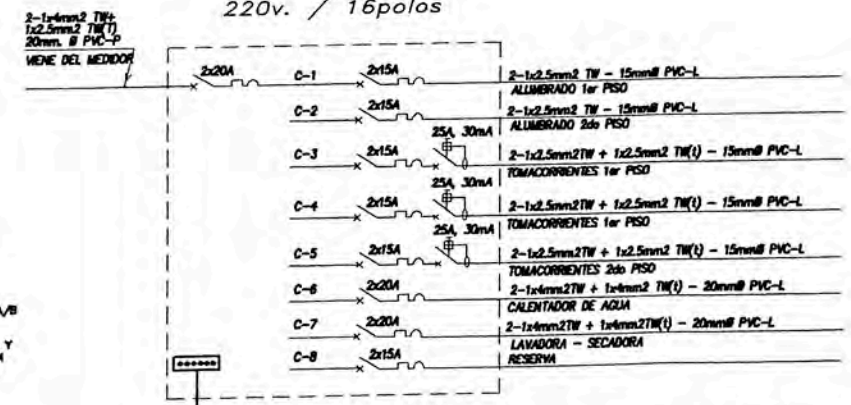 220v. / 16polos
2-1x4mm2 TW+
1x2.5mm2 TW(T)
20mm. Ø PVC-P
VIENE DEL MEDIDOR
2x20A
C-1 2x15A 2-1x2.5mm2 TW - 15mmØ PVC-L
ALUMBRADO 1er PISO
C-2 2x15A 2-1x2.5mm2 TW - 15mmØ PVC-L
ALUMBRADO 2do PISO
25A, 30mA
C-3 2x15A 2-1x2.5mm2TW + 1x2.5mm2 TW(t) - 15mmØ PVC-L
TOMACORRIENTES 1er PISO
25A, 30mA
C-4 2x15A 2-1x2.5mm2TW + 1x2.5mm2 TW(t) - 15mmØ PVC-L
TOMACORRIENTES 1er PISO
25A, 30mA
C-5 2x15A 2-1x2.5mm2TW + 1x2.5mm2 TW(t) - 15mmØ PVC-L
TOMACORRIENTES 2do PISO
C-6 2x20A 2-1x4mm2TW + 1x4mm2 TW(t) - 20mmØ PVC-L
CALENTADOR DE AGUA
C-7 2x20A 2-1x4mm2TW + 1x4mm2TW(t) - 20mmØ PVC-L
LAVADORA - SECADORA
C-8 2x15A RESERVA
Y